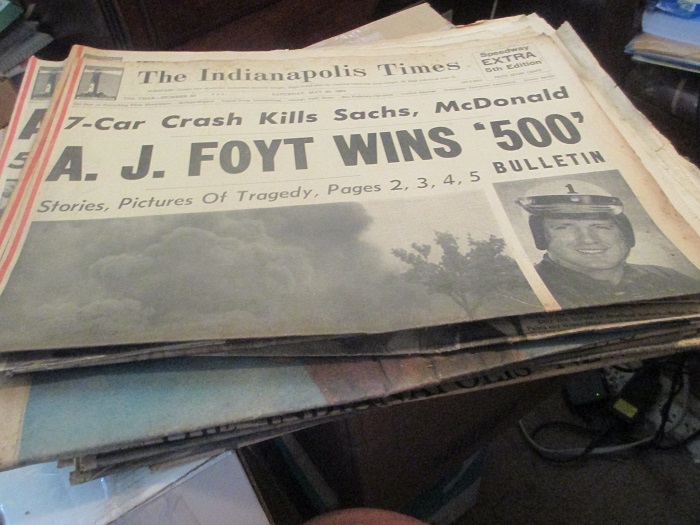 The Indianapolis Times
Speedway
EXTRA
5th Edition
7-Car Crash Kills Sachs, McDonald
A. J. FOYT WINS '500'
Stories, Pictures Of Tragedy, Pages 2, 3, 4, 5
BULLETIN
1